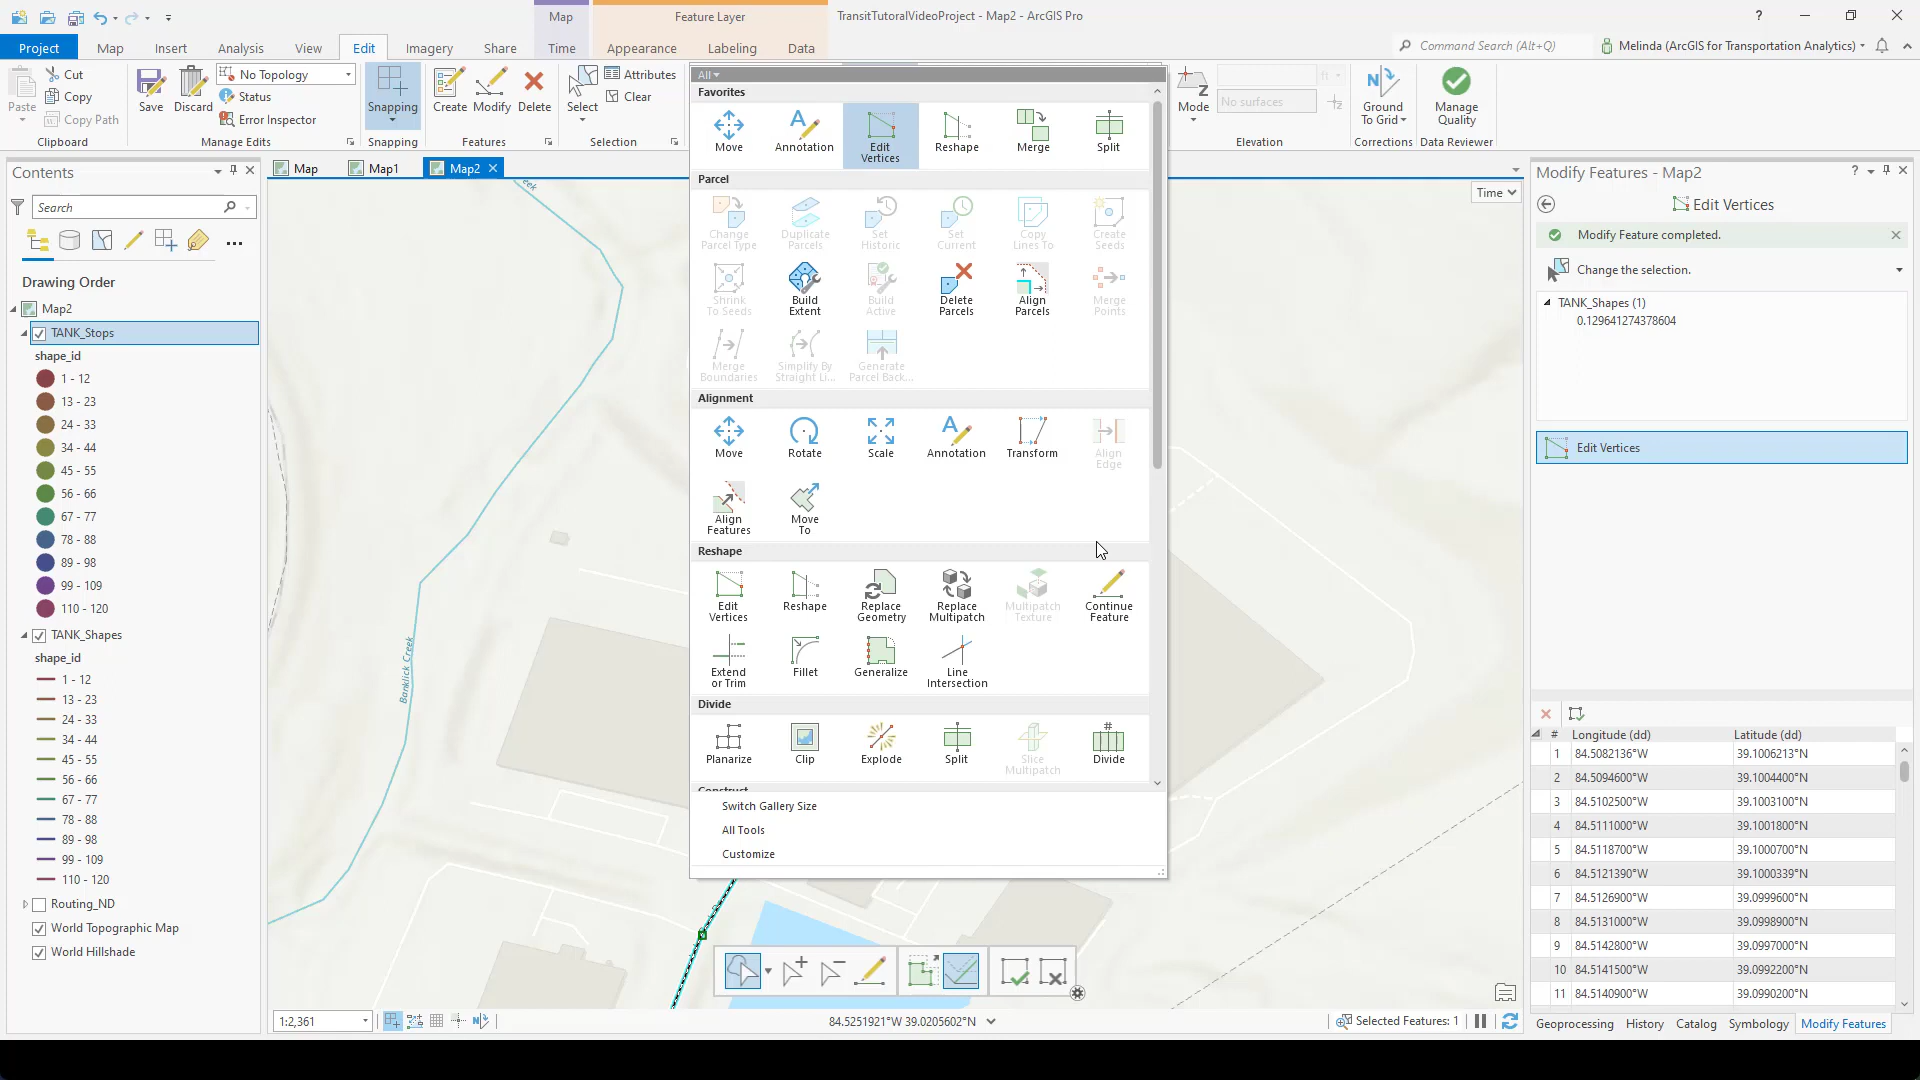 Map
Feature Layer
TransitTutoralVideoProject - Map2 - ArcGIS Pro
?
Project
Map
Insert
Analysis
View
Edit
Imagery
Share
Time
Appearance
Labeling
Data
Command Search (Alt+Q)
Melinda (ArcGIS for Transportation Analytics)
Paste
Cut
Copy
Copy Path
Clipboard
Save
Discard
No Topology
Status
Error Inspector
Manage Edits
Snapping
Snapping
Create
Modify
Delete
Features
Select
Attributes
Clear
Selection
Mode
ft
No surfaces
Elevation
Ground To Grid
Corrections
Manage Quality
Data Reviewer
All
Favorites
Move
Annotation
Edit Vertices
Reshape
Merge
Split
Parcel
Change Parcel Type
Duplicate Parcels
Set Historic
Set Current
Copy Lines To
Create Seeds
Shrink To Seeds
Build Extent
Build Active
Delete Parcels
Align Parcels
Merge Points
Merge Boundaries
Simplify By Straight Li...
Generate Parcel Back...
Alignment
Move
Rotate
Scale
Annotation
Transform
Align Edge
Align Features
Move To
Reshape
Edit Vertices
Reshape
Replace Geometry
Replace Multipatch
Multipatch Texture
Continue Feature
Extend or Trim
Fillet
Generalize
Line Intersection
Divide
Planarize
Clip
Explode
Split
Slice Multipatch
Divide
Construct
Switch Gallery Size
All Tools
Customize
Contents
Search
Drawing Order
Map2
TANK_Stops
shape_id
1 - 12
13 - 23
24 - 33
34 - 44
45 - 55
56 - 66
67 - 77
78 - 88
89 - 98
99 - 109
110 - 120
TANK_Shapes
shape_id
1 - 12
13 - 23
24 - 33
34 - 44
45 - 55
56 - 66
67 - 77
78 - 88
89 - 98
99 - 109
110 - 120
Routing_ND
World Topographic Map
World Hillshade
Map
Map1
Map2
Time
Banklick Creek
1:2,361
84.5251921°W 39.0205602°N
Selected Features: 1
Modify Features - Map2
?
Edit Vertices
Modify Feature completed.
Change the selection.
TANK_Shapes (1)
0.129641274378604
Edit Vertices
# Longitude (dd) Latitude (dd)
1 84.5082136°W 39.1006213°N
2 84.5094600°W 39.1004400°N
3 84.5102500°W 39.1003100°N
4 84.5111000°W 39.1001800°N
5 84.5118700°W 39.1000700°N
6 84.5121390°W 39.1000339°N
7 84.5126900°W 39.0999600°N
8 84.5131000°W 39.0998900°N
9 84.5142800°W 39.0997000°N
10 84.5141500°W 39.0992200°N
11 84.5140900°W 39.0990200°N
Geoprocessing
History
Catalog
Symbology
Modify Features